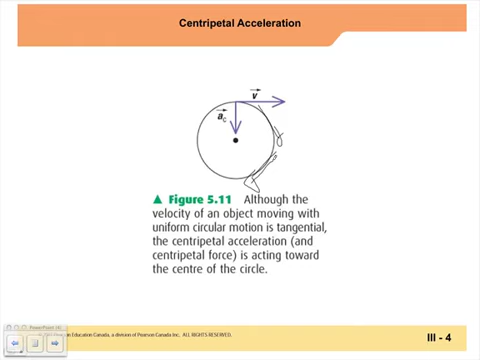 Centripetal Acceleration
v
a_c
▲ Figure 5.11 Although the
velocity of an object moving with
uniform circular motion is tangential,
the centripetal acceleration (and
centripetal force) is acting toward
the centre of the circle.
Education Canada, a division of Pearson Canada Inc. ALL RIGHTS RESERVED.
III - 4